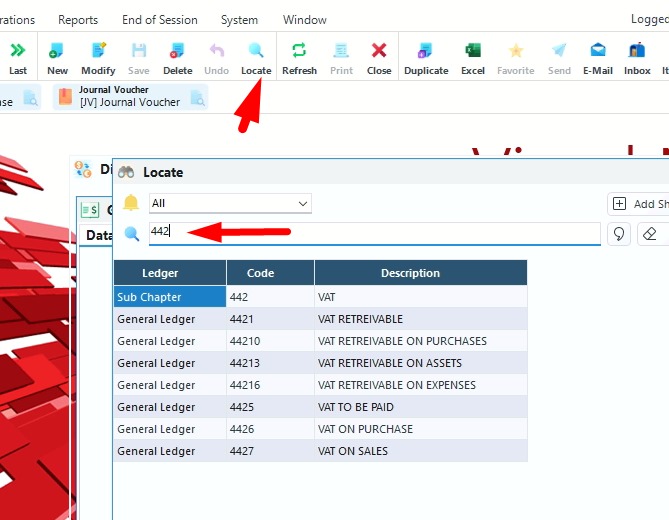 rations Reports End of Session System Window Logged
Last New Modify Save Delete Undo Locate Refresh Print Close Duplicate Excel Favorite Send E-Mail Inbox It
Journal Voucher
se [JV] Journal Voucher
Di Locate
All Add Sh
Data 442
Ledger Code Description
Sub Chapter 442 VAT
General Ledger 4421 VAT RETREIVABLE
General Ledger 44210 VAT RETREIVABLE ON PURCHASES
General Ledger 44213 VAT RETREIVABLE ON ASSETS
General Ledger 44216 VAT RETREIVABLE ON EXPENSES
General Ledger 4425 VAT TO BE PAID
General Ledger 4426 VAT ON PURCHASE
General Ledger 4427 VAT ON SALES